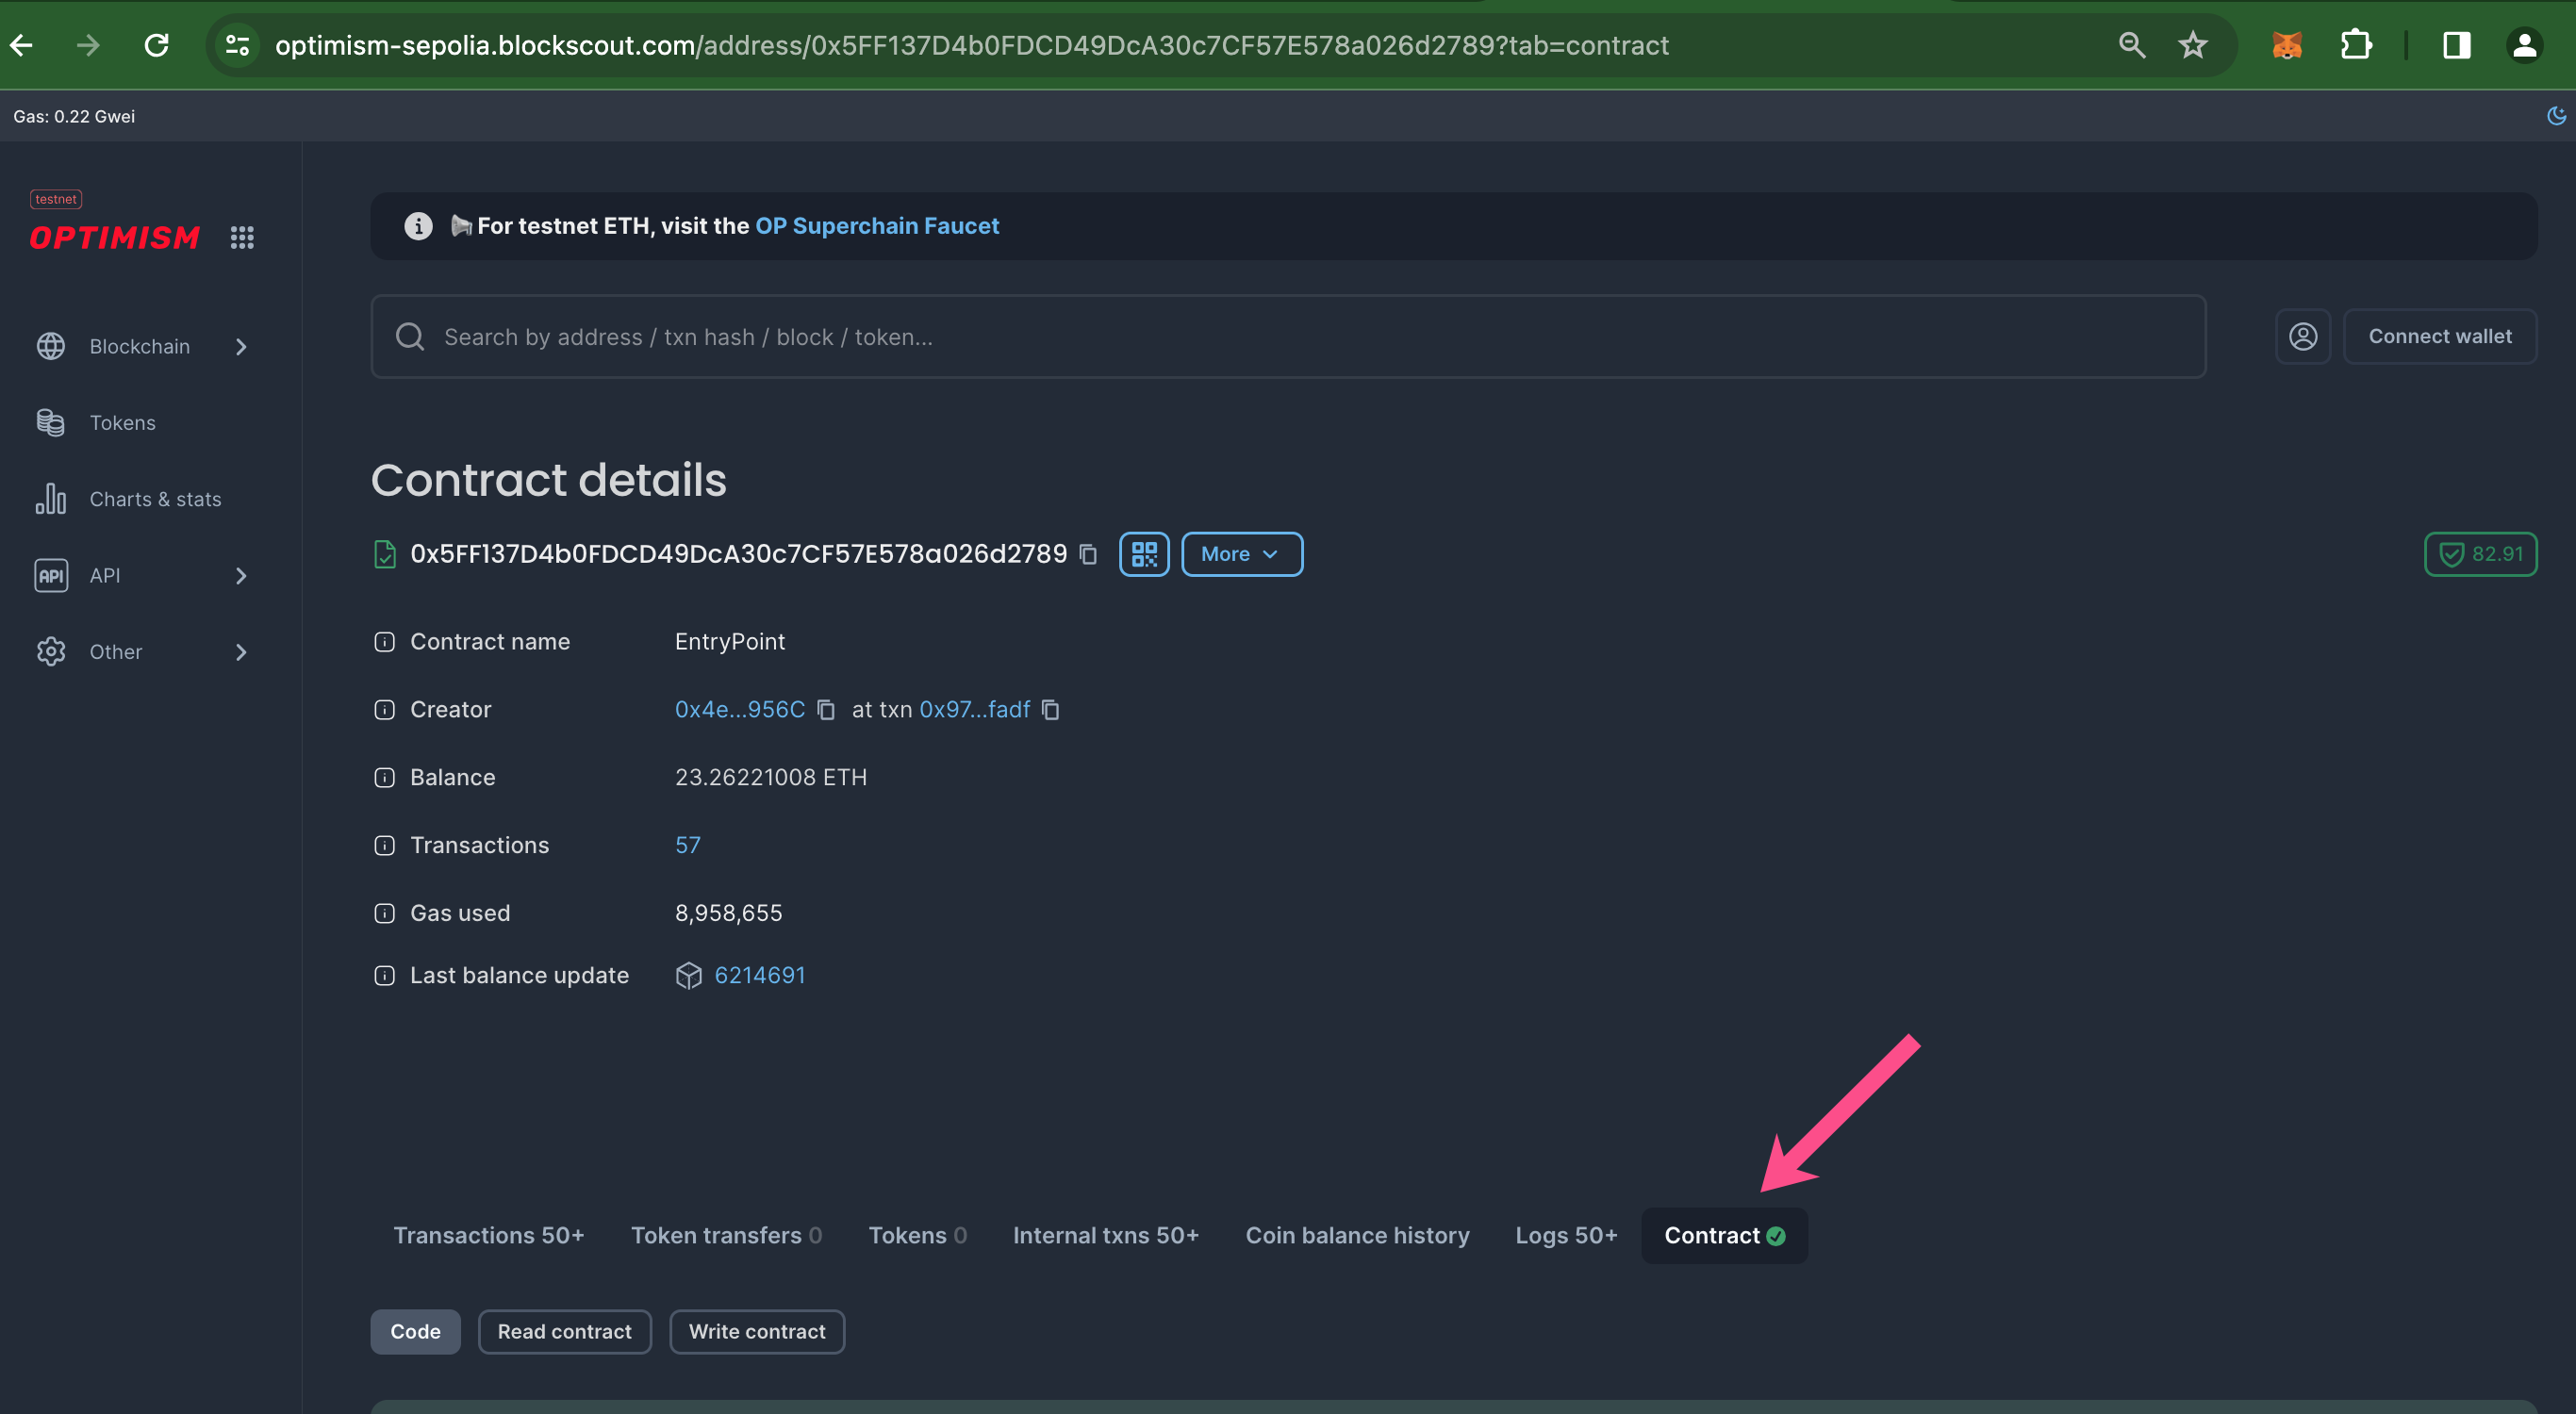 optimism-sepolia.blockscout.com/address/0x5FF137D4b0FDCD49DcA30c7CF57E578a026d2789?tab=contract
Gas: 0.22 Gwei
testnet
OPTIMISM
Blockchain
Tokens
Charts & stats
API API
Other
For testnet ETH, visit the OP Superchain Faucet
Search by address / txn hash / block / token...
Connect wallet
Contract details
0x5FF137D4b0FDCD49DcA30c7CF57E578a026d2789 More 82.91
Contract name EntryPoint
Creator 0x4e...956C at txn 0x97...fadf
Balance 23.26221008 ETH
Transactions 57
Gas used 8,958,655
Last balance update 6214691
Transactions 50+ Token transfers 0 Tokens 0 Internal txns 50+ Coin balance history Logs 50+ Contract
Code Read contract Write contract